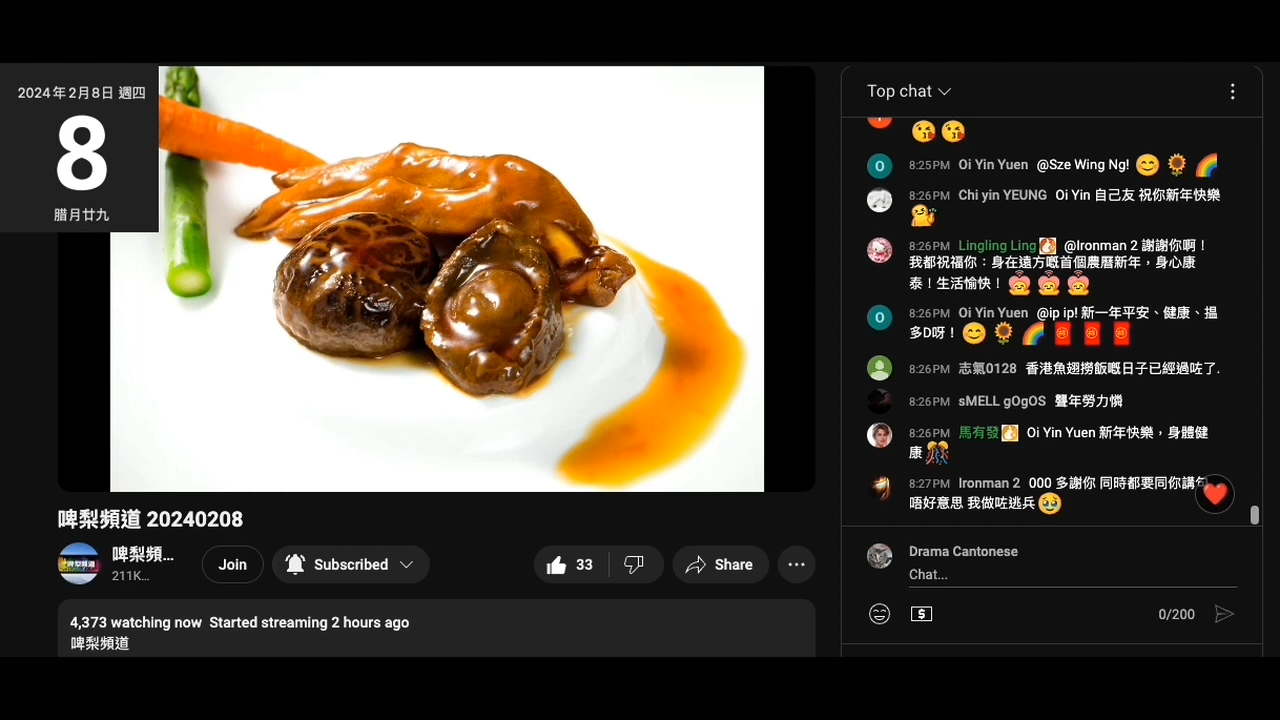 2024年2月8日 週四
8
腊月廿九
啤梨頻道 20240208
啤梨頻...
211K...
Join
Subscribed
33
Share
4,373 watching now Started streaming 2 hours ago
啤梨頻道
Top chat
8:25PM Oi Yin Yuen @Sze Wing Ng!
8:26PM Chi yin YEUNG Oi Yin 自己友 祝你新年快樂
8:26PM Lingling Ling @Ironman 2 謝謝你啊！
我都祝福你：身在遠方嘅首個農曆新年，身心康
泰！生活愉快！
8:26PM Oi Yin Yuen @ip ip! 新一年平安、健康、搵
多D呀！
8:26PM 志氣0128 香港魚翅撈飯嘅日子已經過咗了.
8:26PM sMELL gOgOS 聾年勞力憐
8:26PM 馬有發 Oi Yin Yuen 新年快樂，身體健
康
8:27PM Ironman 2 000 多謝你 同時都要同你講句
唔好意思 我做咗逃兵
Drama Cantonese
Chat...
0/200